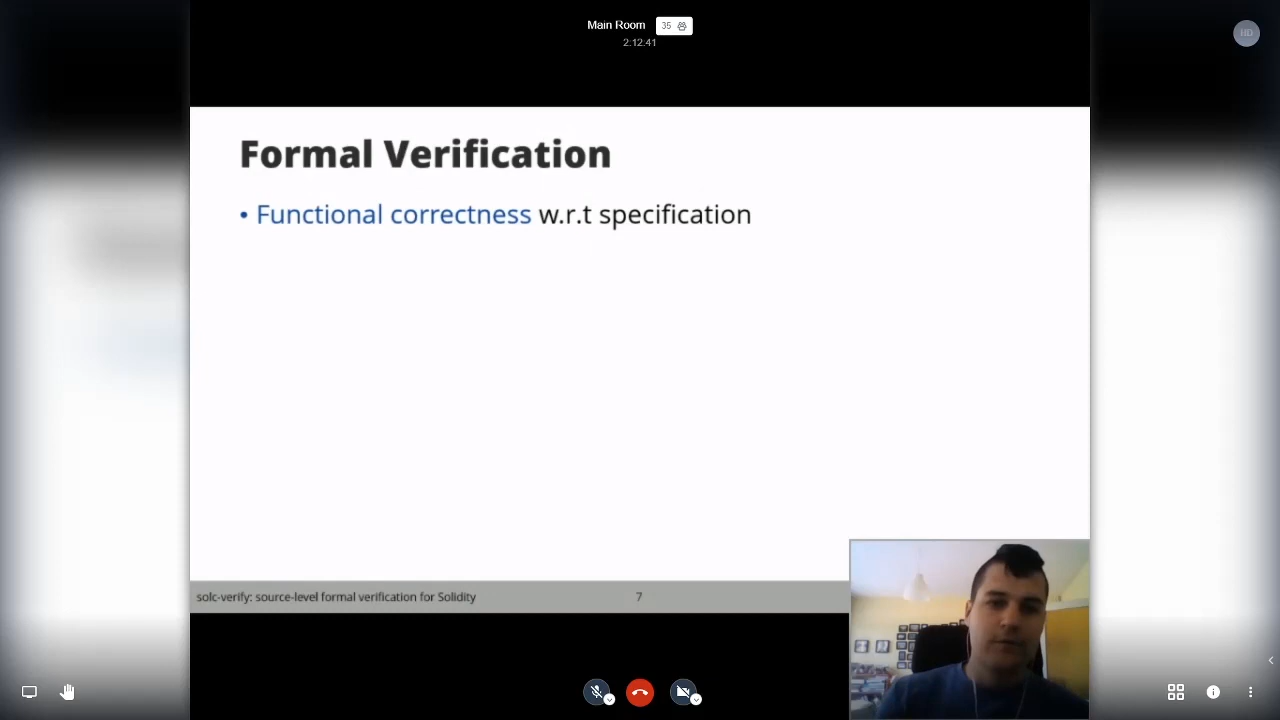 Main Room 35
2:12:41
HD
Formal Verification
• Functional correctness w.r.t specification
solc-verify: source-level formal verification for Solidity 7